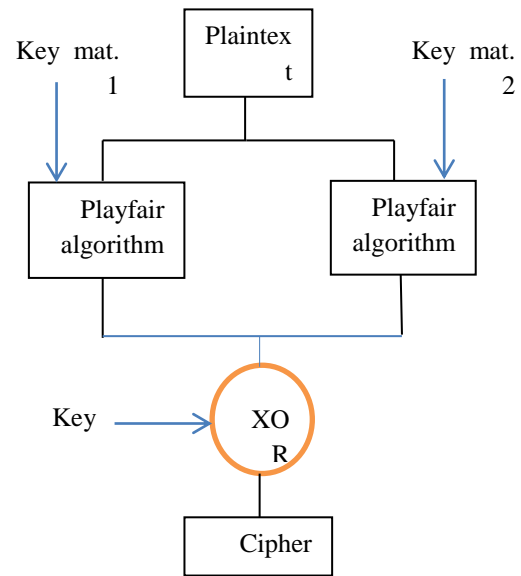 Plaintex
t
Key mat.
1
Key mat.
2
Playfair
algorithm
Playfair
algorithm
Key
XO
R
Cipher